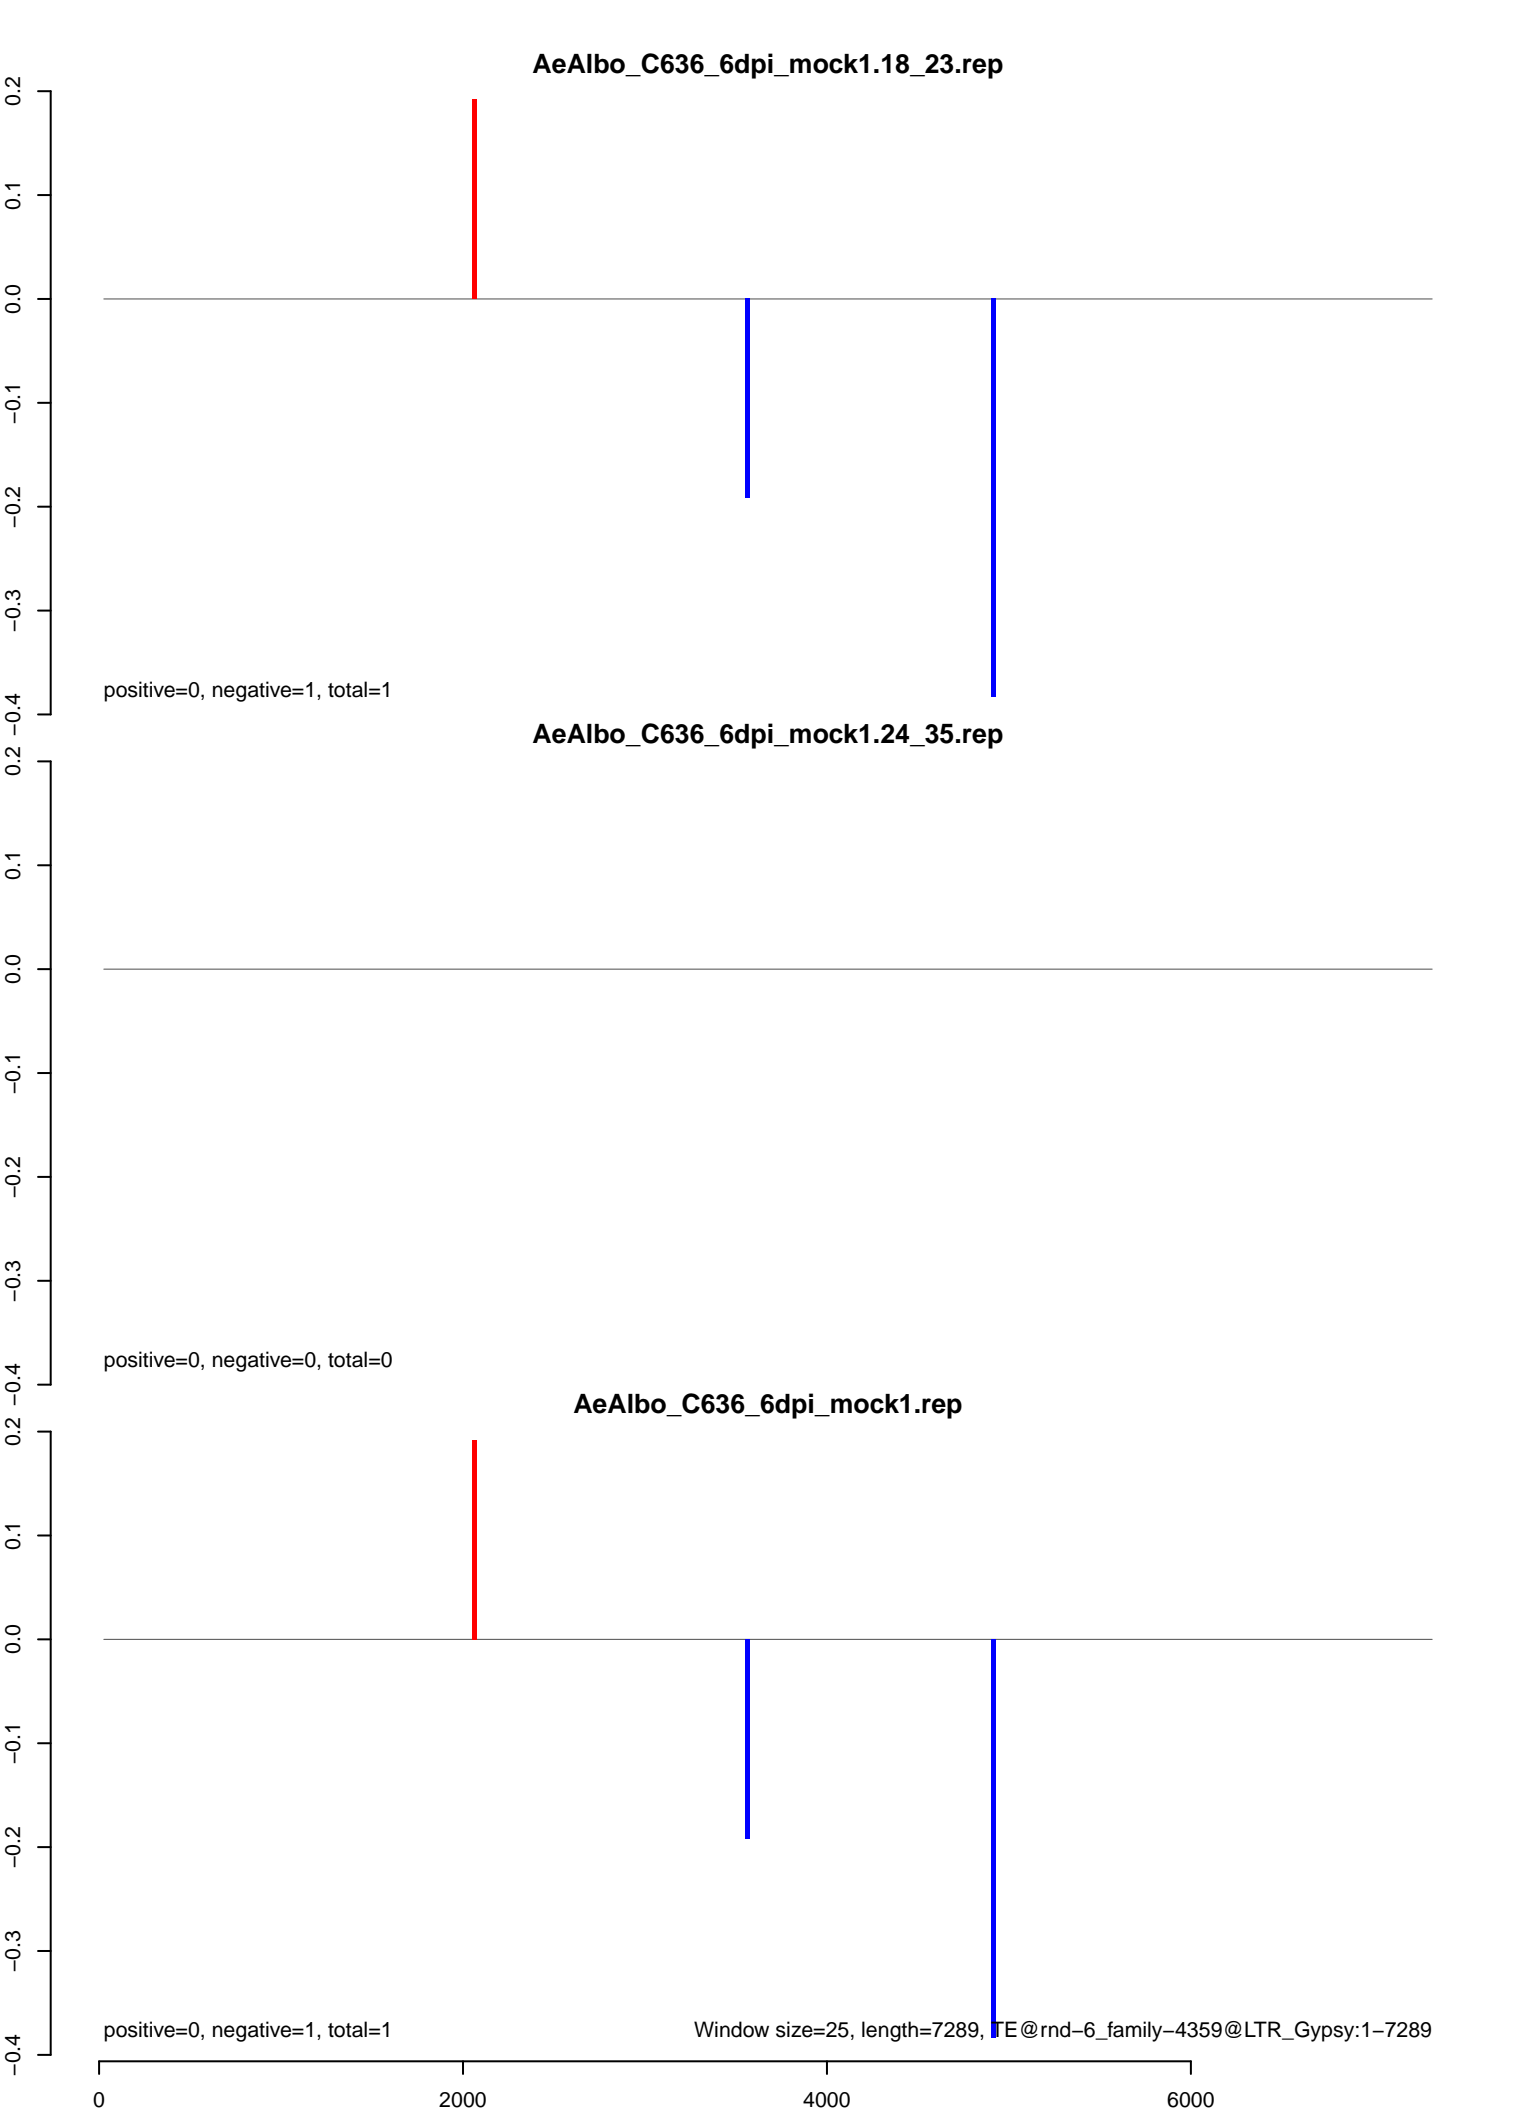 AeAlbo_C636_6dpi_mock1.18_23.rep
0.2
0.1
0.0
−0.1
−0.2
−0.3
−0.4
positive=0, negative=1, total=1
AeAlbo_C636_6dpi_mock1.24_35.rep
0.2
0.1
0.0
−0.1
−0.2
−0.3
−0.4
positive=0, negative=0, total=0
AeAlbo_C636_6dpi_mock1.rep
0.2
0.1
0.0
−0.1
−0.2
−0.3
−0.4
positive=0, negative=1, total=1
Window size=25, length=7289, TE@rnd−6_family−4359@LTR_Gypsy:1−7289
0 2000 4000 6000